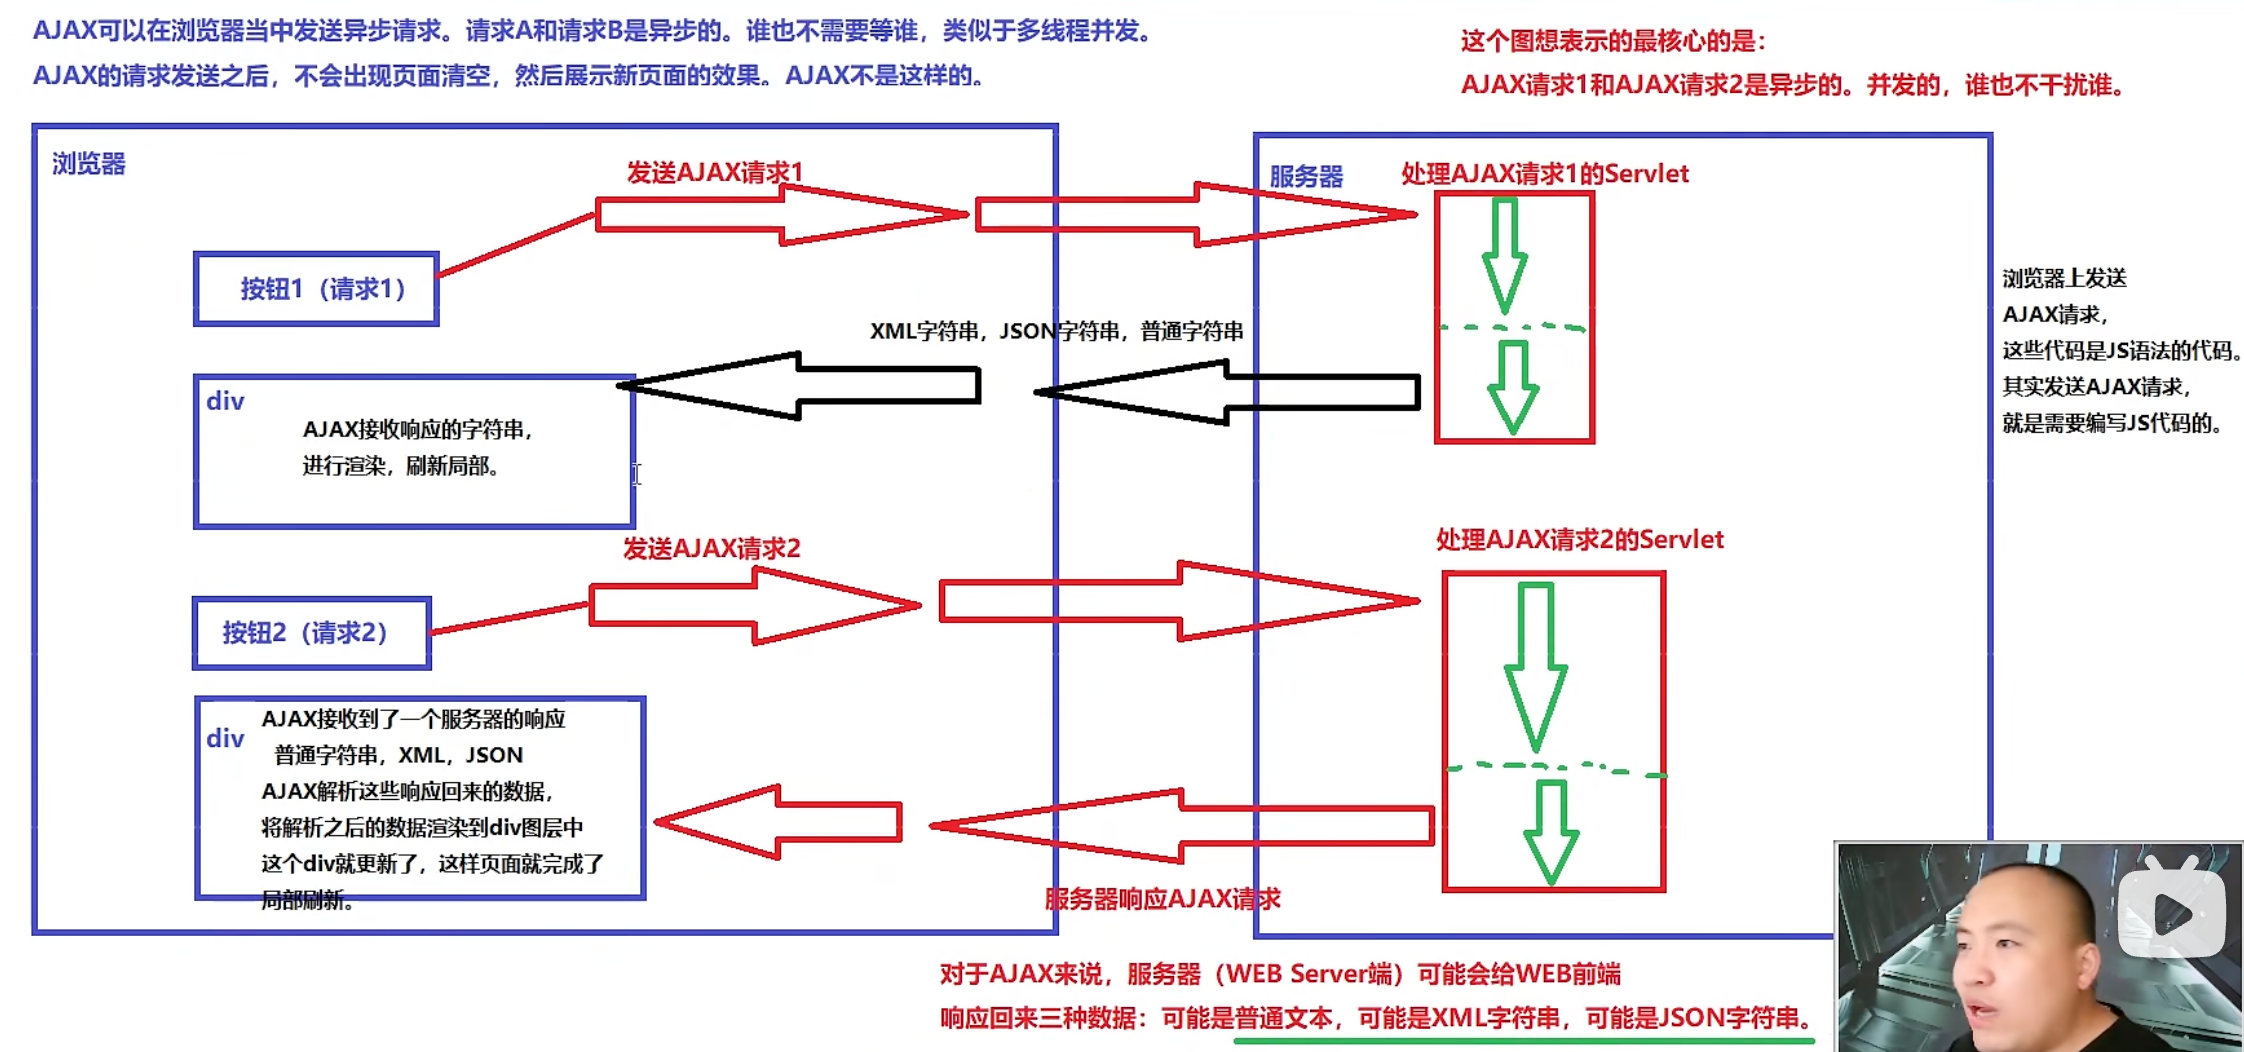 AJAX可以在浏览器当中发送异步请求。请求A和请求B是异步的。谁也不需要等谁，类似于多线程并发。
AJAX的请求发送之后，不会出现页面清空，然后展示新页面的效果。AJAX不是这样的。
这个图想表示的最核心的是：
AJAX请求1和AJAX请求2是异步的。并发的，谁也不干扰谁。
浏览器
发送AJAX请求1
服务器
处理AJAX请求1的Servlet
按钮1（请求1）
XML字符串，JSON字符串，普通字符串
浏览器上发送
AJAX请求，
这些代码是JS语法的代码。
其实发送AJAX请求，
就是需要编写JS代码的。
div
AJAX接收响应的字符串，
进行渲染，刷新局部。
发送AJAX请求2
处理AJAX请求2的Servlet
按钮2（请求2）
div
AJAX接收到了一个服务器的响应
普通字符串，XML，JSON
AJAX解析这些响应回来的数据，
将解析之后的数据渲染到div图层中
这个div就更新了，这样页面就完成了
局部刷新。
服务器响应AJAX请求
对于AJAX来说，服务器（WEB Server端）可能会给WEB前端
响应回来三种数据：可能是普通文本，可能是XML字符串，可能是JSON字符串。